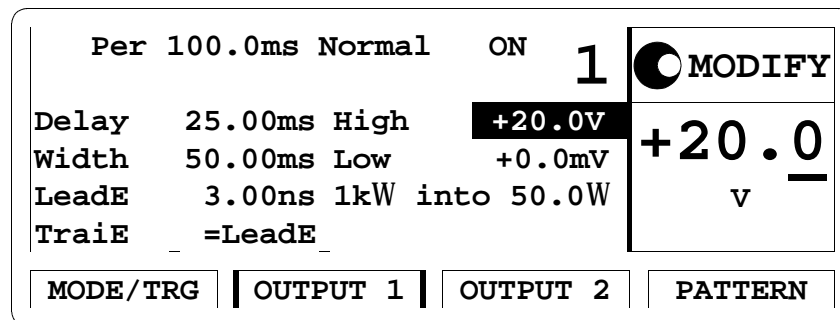 Per 100.0ms Normal ON 1
MODIFY
Delay 25.00ms High +20.0V
Width 50.00ms Low +0.0mV
LeadE 3.00ns 1kW into 50.0W
TraiE =LeadE
+20.0
V
MODE/TRG OUTPUT 1 OUTPUT 2 PATTERN